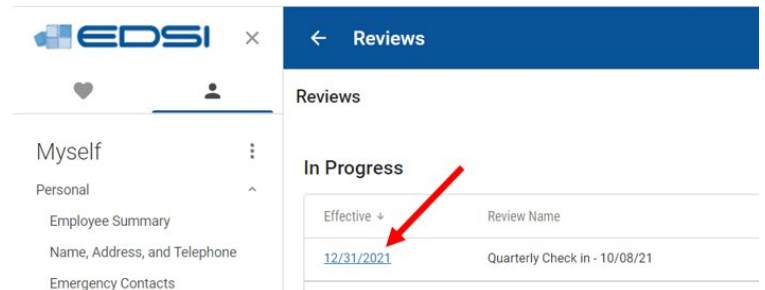 EDSI
Reviews
Reviews
Myself
Personal
Employee Summary
Name, Address, and Telephone
Emergency Contacts
In Progress
Effective Review Name
12/31/2021 Quarterly Check in - 10/08/21